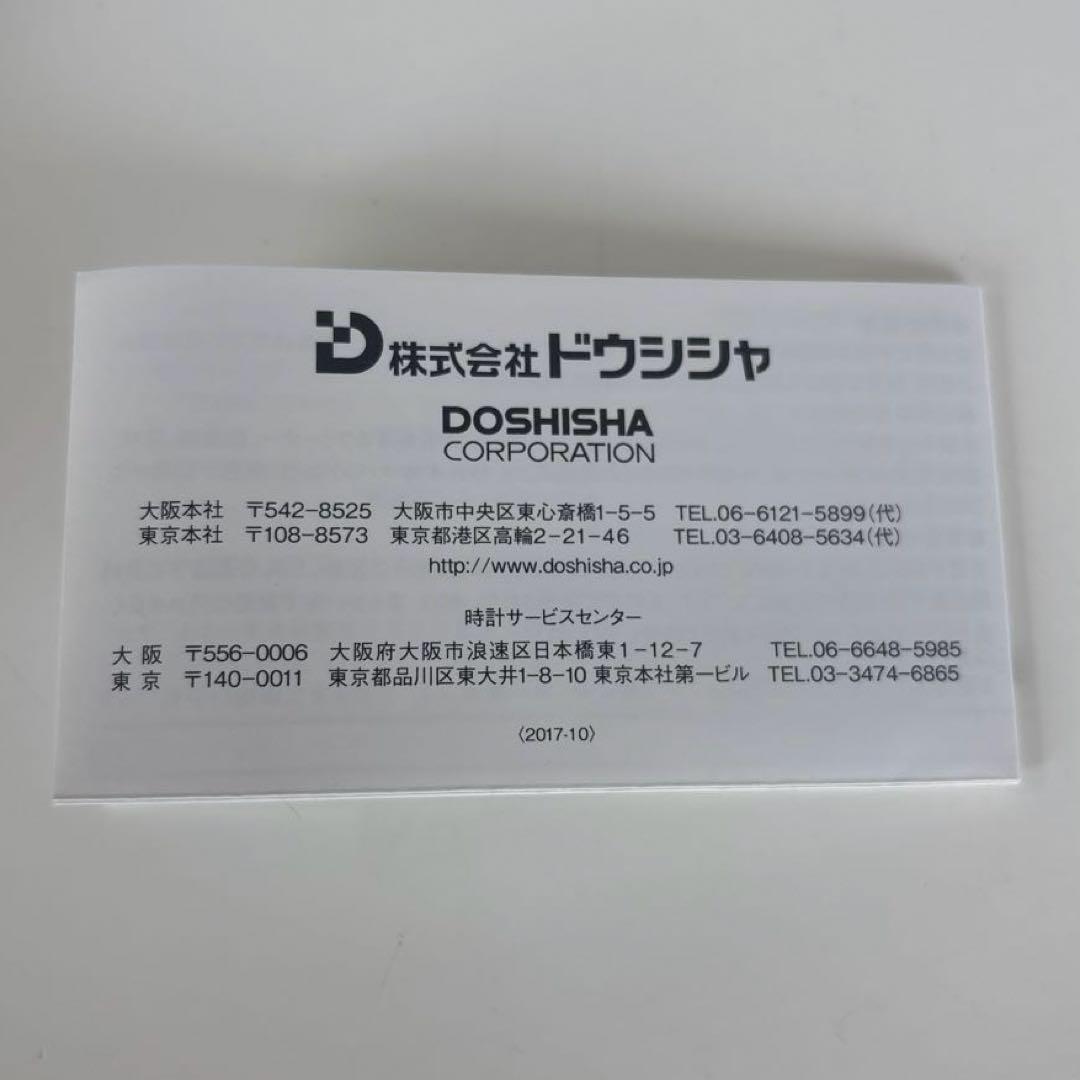 株式会社ドウシシャ
DOSHISHA
CORPORATION
大阪本社 〒542-8525 大阪市中央区東心斎橋1-5-5 TEL.06-6121-5899(代)
東京本社 〒108-8573 東京都港区高輪2-21-46 TEL.03-6408-5634(代)
http://www.doshisha.co.jp
時計サービスセンター
大 阪 〒556-0006 大阪府大阪市浪速区日本橋東1-12-7 TEL.06-6648-5985
東 京 〒140-0011 東京都品川区東大井1-8-10 東京本社第一ビル TEL.03-3474-6865
〈2017-10〉